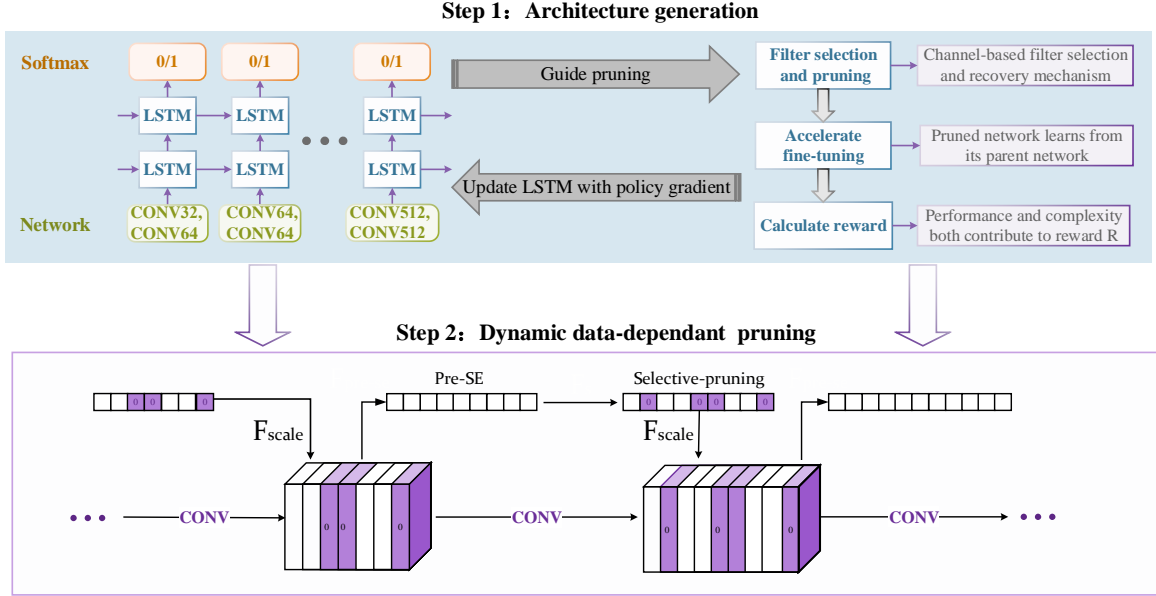 Step 1: Architecture generation
Softmax
0/1
0/1
0/1
LSTM
LSTM
LSTM
LSTM
LSTM
LSTM
Network
CONV32,
CONV64
CONV64,
CONV64
CONV512,
CONV512
Guide pruning
Update LSTM with policy gradient
Filter selection
and pruning
Channel-based filter selection
and recovery mechanism
Accelerate
fine-tuning
Pruned network learns from
its parent network
Calculate reward
Performance and complexity
both contribute to reward R
Step 2: Dynamic data-dependant pruning
Pre-SE
Selective-pruning
0 0 0
0 0 0 0
Fscale
Fscale
0 0 0
0 0 0 0
CONV
CONV
CONV